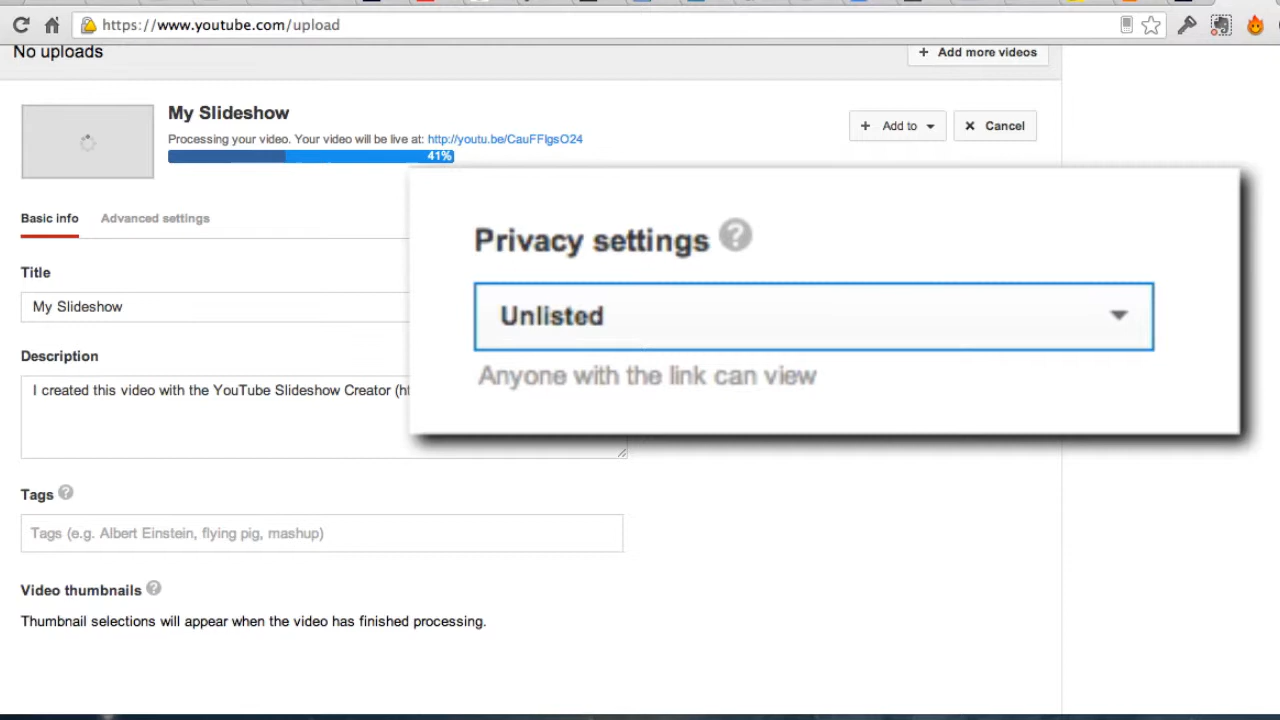 https://www.youtube.com/upload
No uploads
+ Add more videos
My Slideshow
Processing your video. Your video will be live at: http://youtu.be/CauFFIgsO24
41%
+ Add to
× Cancel
Basic info
Advanced settings
Privacy settings ?
Unlisted
Anyone with the link can view
Title
My Slideshow
Description
I created this video with the YouTube Slideshow Creator (ht
Tags ?
Tags (e.g. Albert Einstein, flying pig, mashup)
Video thumbnails ?
Thumbnail selections will appear when the video has finished processing.